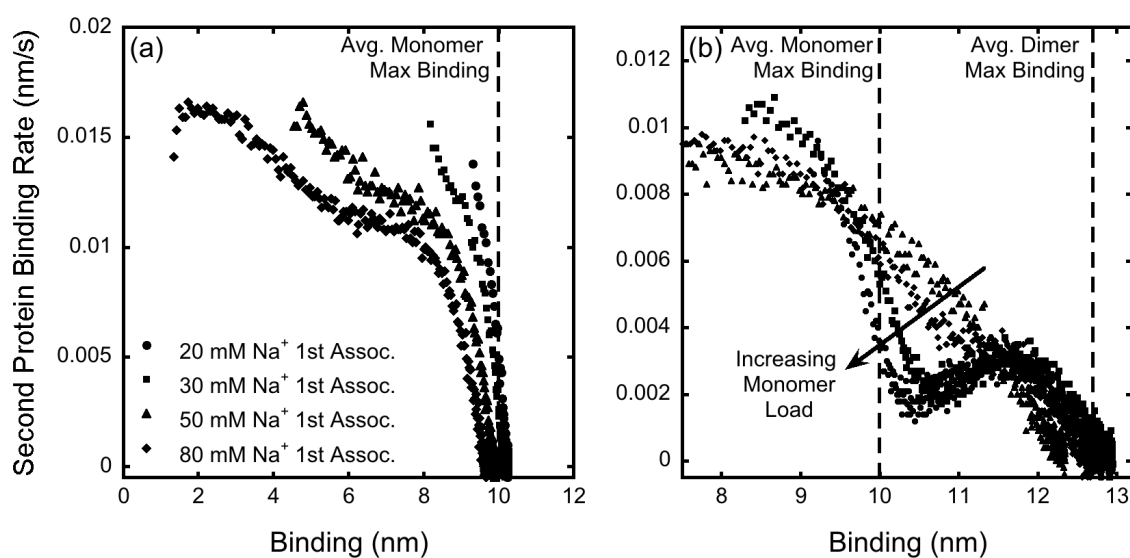 Second Protein Binding Rate (nm/s)
(a)
Avg. Monomer
Max Binding
0.02
0.015
0.01
0.005
0
20 mM Na⁺ 1st Assoc.
30 mM Na⁺ 1st Assoc.
50 mM Na⁺ 1st Assoc.
80 mM Na⁺ 1st Assoc.
0 2 4 6 8 10 12
Binding (nm)
(b)
Avg. Monomer
Max Binding
Avg. Dimer
Max Binding
0.012
0.01
0.008
0.006
0.004
0.002
0
Increasing
Monomer
Load
8 9 10 11 12 13
Binding (nm)